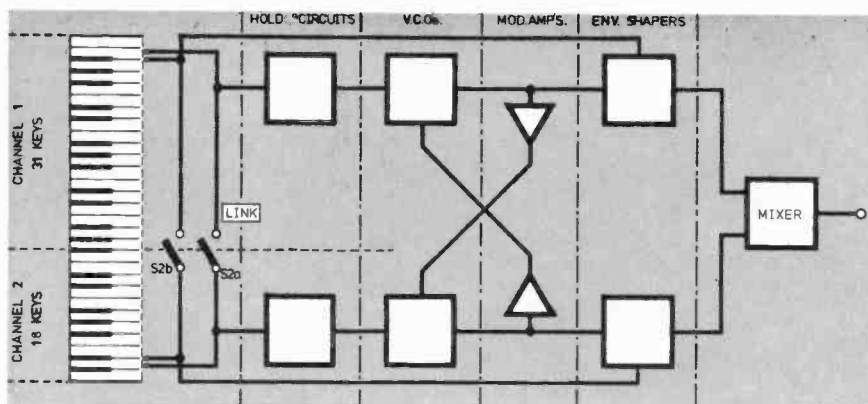 HOLD CIRCUITS
V.C.Os.
MOD.AMP'S.
ENV. SHAPERS
CHANNEL 1
31 KEYS
LINK
S2b
S2a
MIXER
CHANNEL 2
18 KEYS